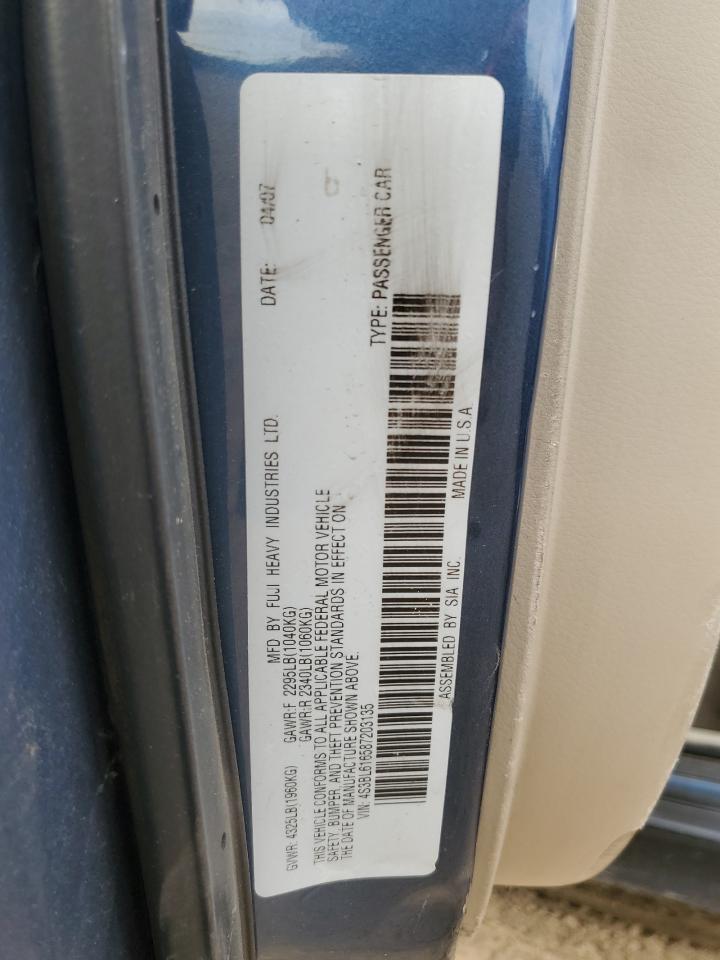 MFD BY FUJI HEAVY INDUSTRIES LTD. DATE: 04/07
GVWR: 4325LB(1960KG) GAWR:F 2295LB(1040KG)
GAWR:R 2340LB(1060KG)
THIS VEHICLE CONFORMS TO ALL APPLICABLE FEDERAL MOTOR VEHICLE
SAFETY, BUMPER, AND THEFT PREVENTION STANDARDS IN EFFECT ON
THE DATE OF MANUFACTURE SHOWN ABOVE.
VIN: 4S3BL616587203135 TYPE: PASSENGER CAR
ASSEMBLED BY SIA INC. MADE IN U.S.A